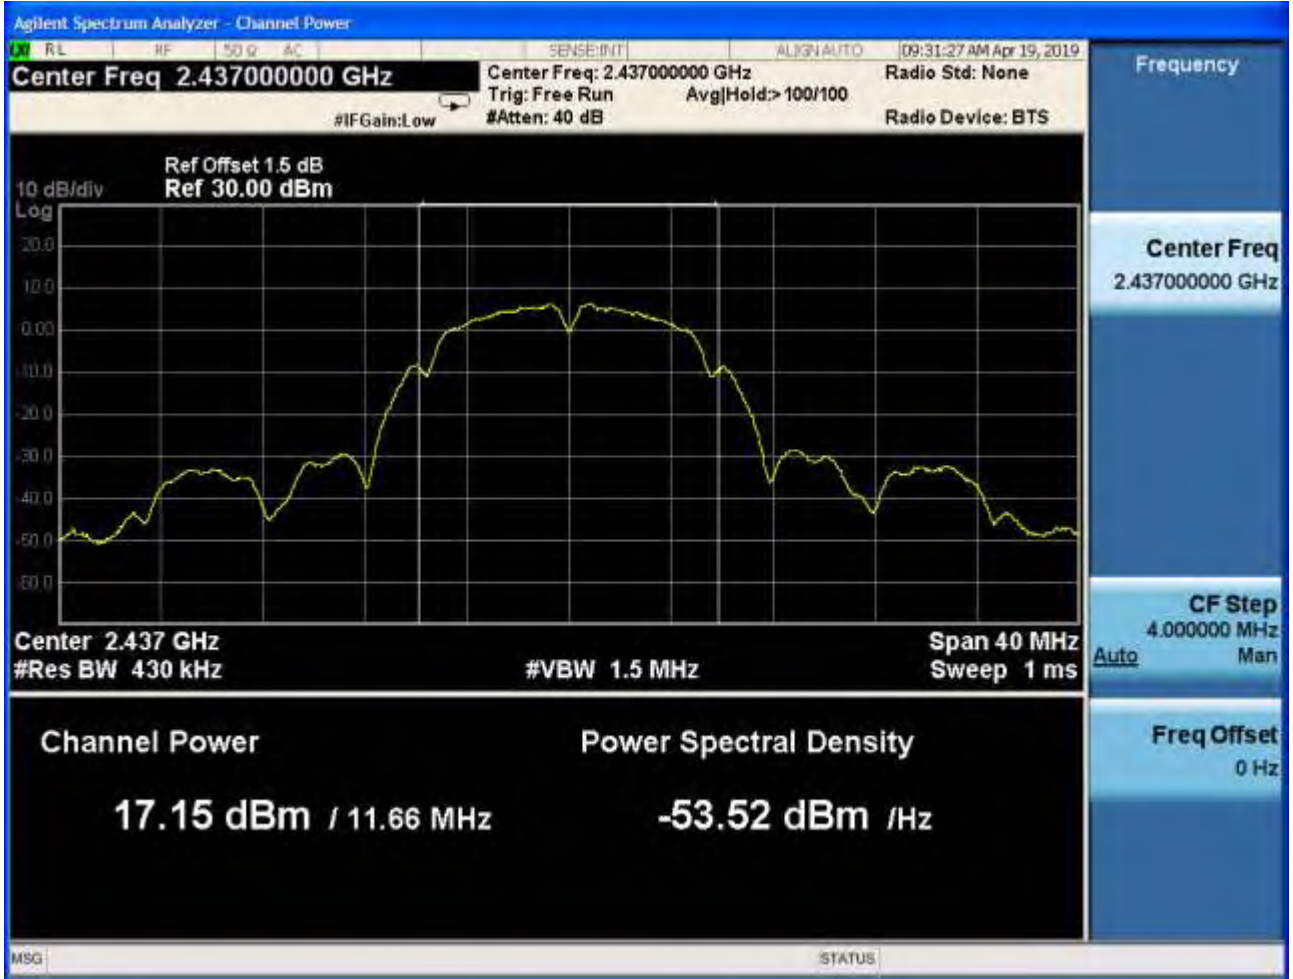 Agilent Spectrum Analyzer - Channel Power
LXI RL RF 50 Ω AC SENSE:INT ALIGN AUTO 09:31:27 AM Apr 19, 2019
Center Freq 2.437000000 GHz
Center Freq: 2.437000000 GHz
Radio Std: None
Trig: Free Run Avg|Hold:> 100/100
#IFGain:Low
#Atten: 40 dB
Radio Device: BTS
Ref Offset 1.5 dB
10 dB/div Ref 30.00 dBm
Log
20.0
10.0
0.00
-10.0
-20.0
-30.0
-40.0
-50.0
-60.0
Center 2.437 GHz
Span 40 MHz
#Res BW 430 kHz
#VBW 1.5 MHz
Sweep 1 ms
Channel Power
Power Spectral Density
17.15 dBm / 11.66 MHz
-53.52 dBm /Hz
MSG
STATUS
Frequency
Center Freq
2.437000000 GHz
CF Step
4.000000 MHz
Auto Man
Freq Offset
0 Hz